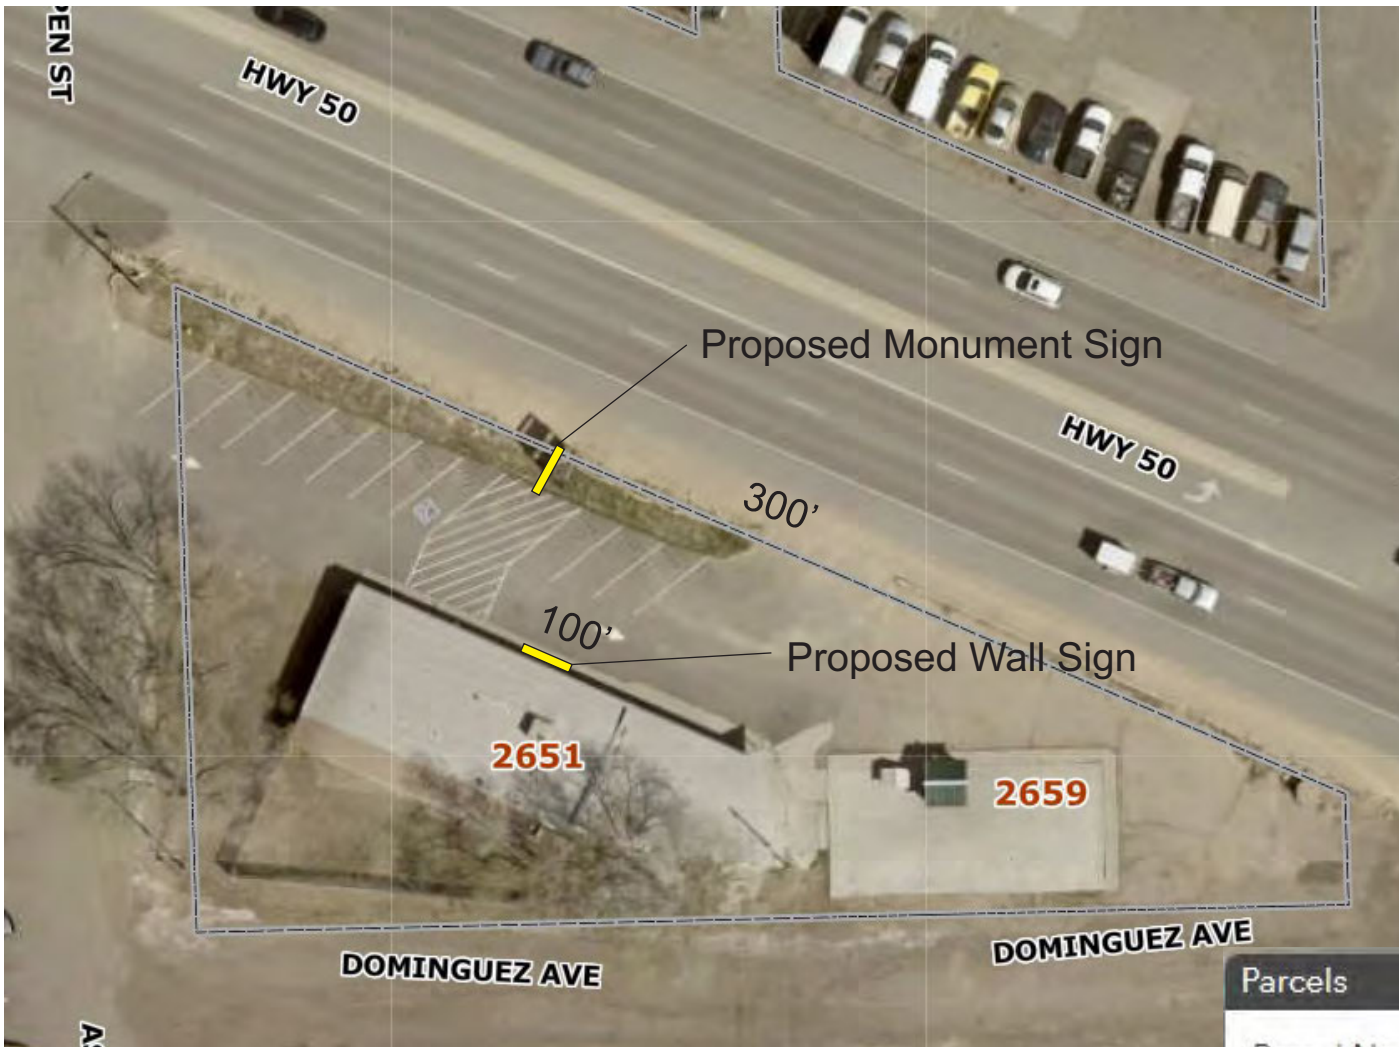 DEN ST
HWY 50
Proposed Monument Sign
HWY 50
300’
100’
Proposed Wall Sign
2651
2659
DOMINGUEZ AVE
DOMINGUEZ AVE
Parcels